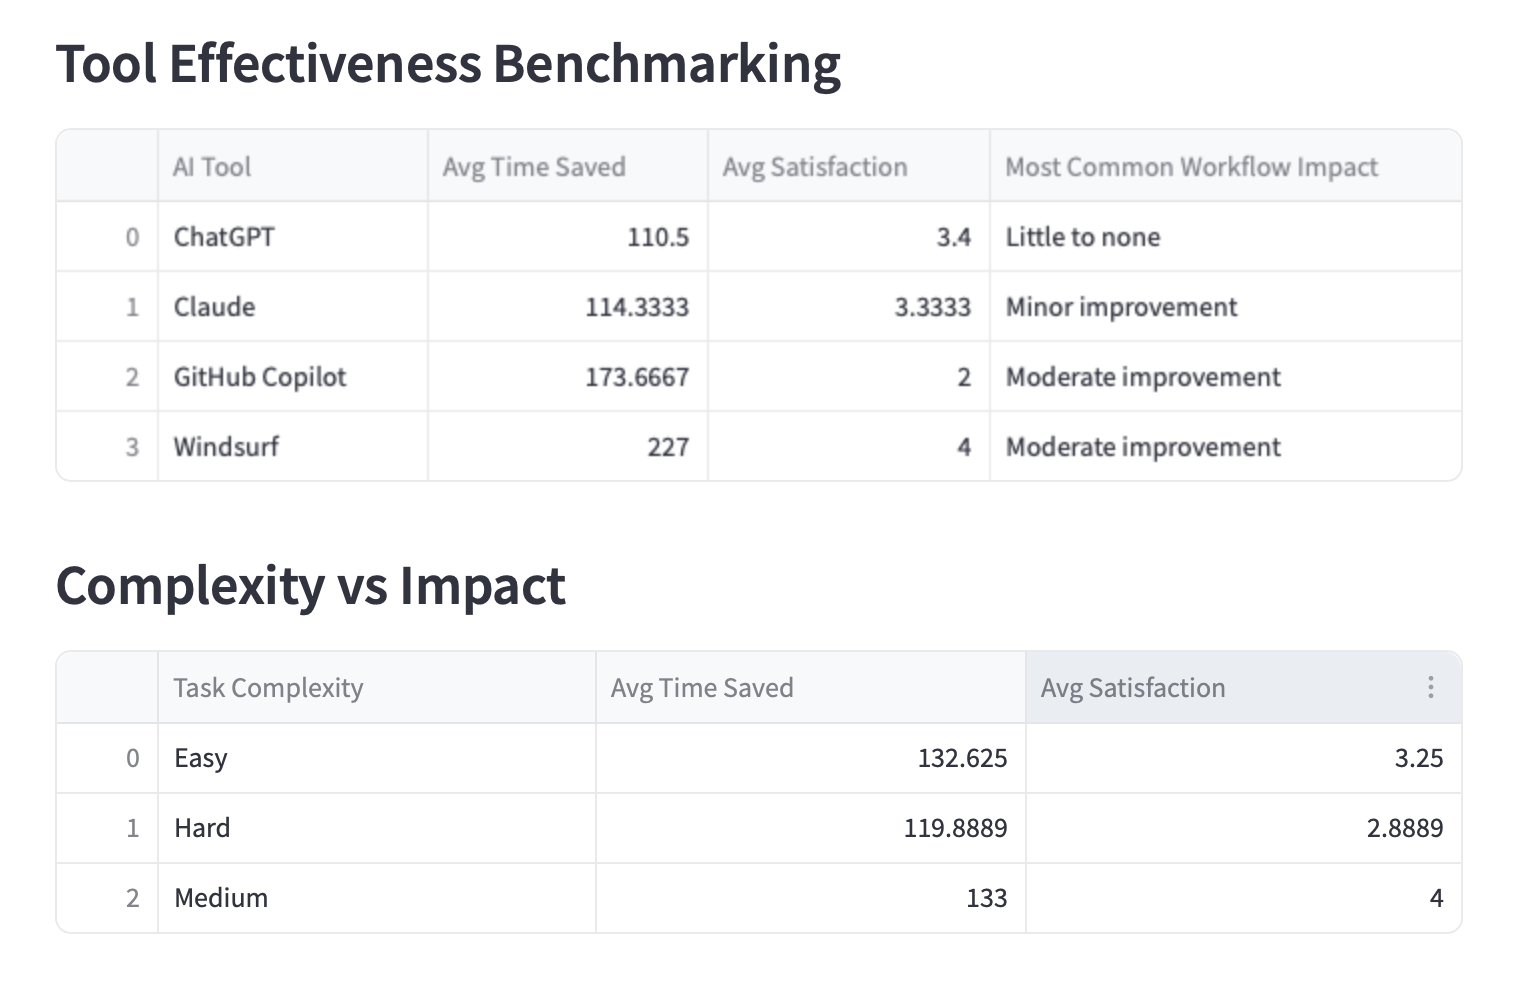 Tool Effectiveness Benchmarking
AI Tool Avg Time Saved Avg Satisfaction Most Common Workflow Impact
0 ChatGPT 110.5 3.4 Little to none
1 Claude 114.3333 3.3333 Minor improvement
2 GitHub Copilot 173.6667 2 Moderate improvement
3 Windsurf 227 4 Moderate improvement
Complexity vs Impact
Task Complexity Avg Time Saved Avg Satisfaction
0 Easy 132.625 3.25
1 Hard 119.8889 2.8889
2 Medium 133 4